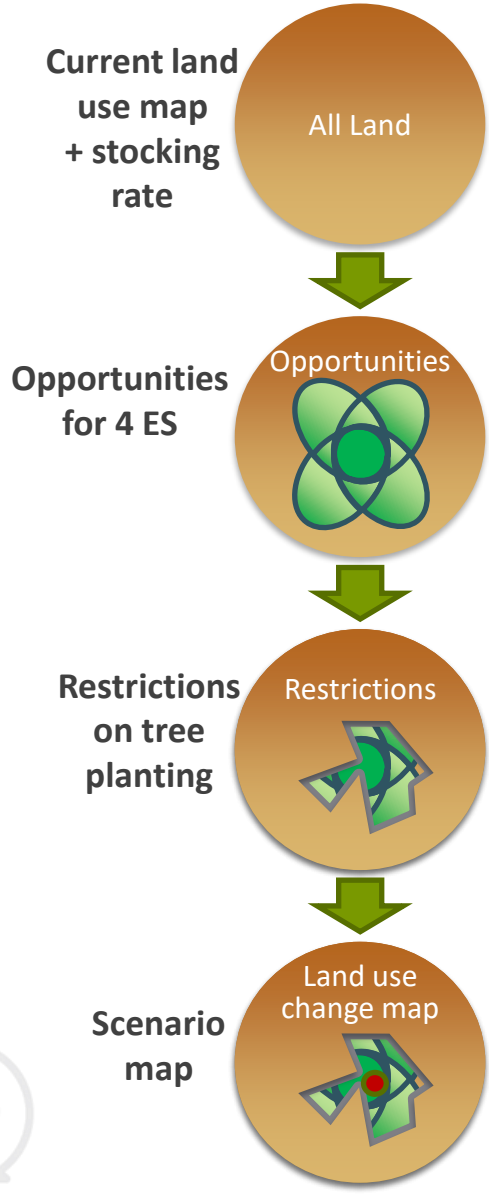 Current land
use map
+ stocking
rate
All Land
Opportunities
for 4 ES
Opportunities
Restrictions
on tree
planting
Restrictions
Scenario
map
Land use
change map